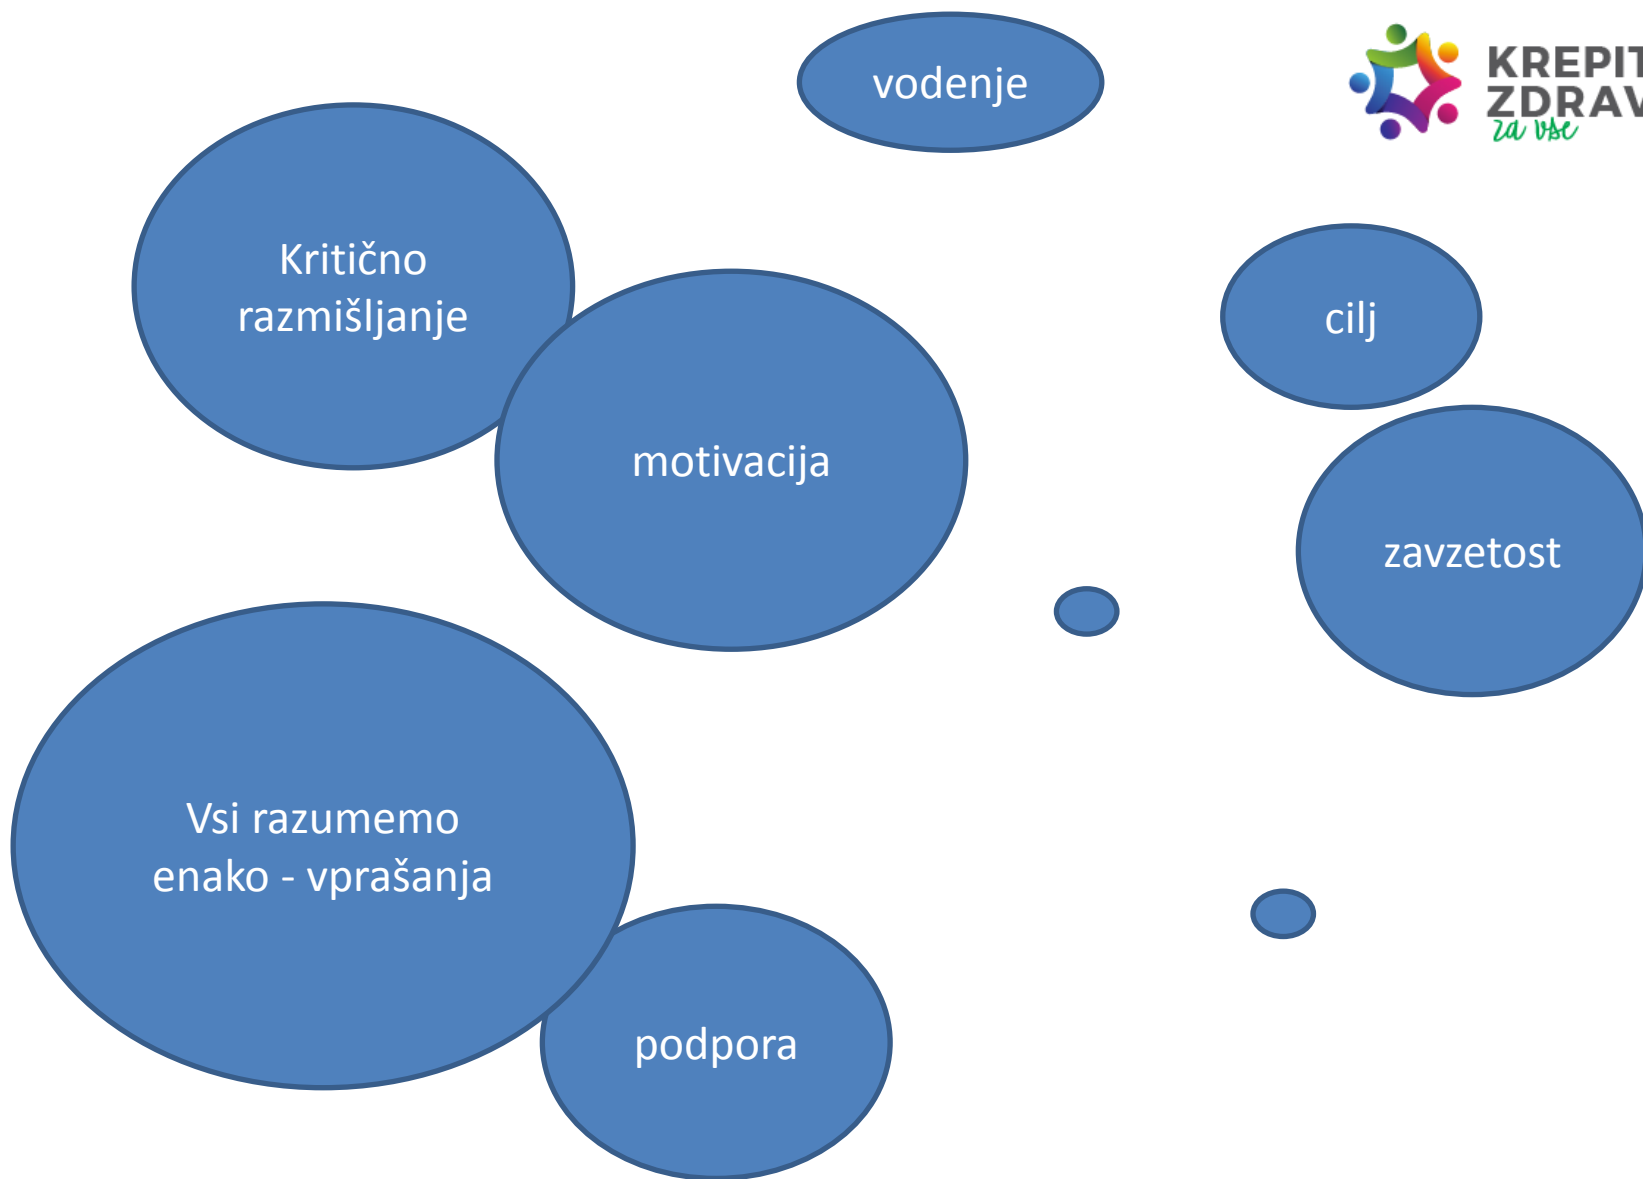 vodenje
KREPIT
ZDRAV
za vse
Kritično
razmišljanje
cilj
motivacija
zavzetost
Vsi razumemo
enako - vprašanja
podpora